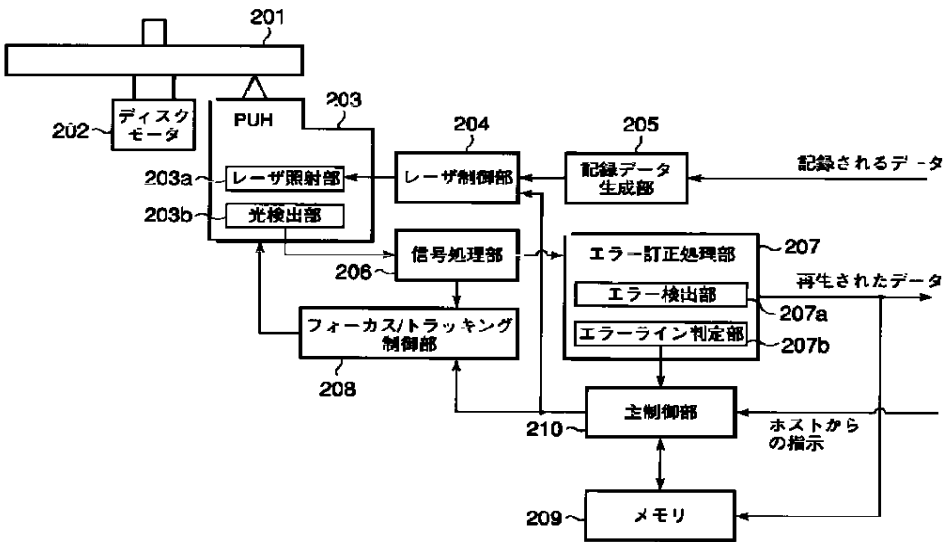 201
ディスク
モータ
202
PUH
203
203a
レーザ照射部
203b
光検出部
204
レーザ制御部
205
記録データ
生成部
記録されるデータ
信号処理部
206
エラー訂正処理部
207
エラー検出部
207a
エラーライン判定部
207b
再生されたデータ
フォーカス/トラッキング
制御部
208
主制御部
210
ホストから
の指示
メモリ
209